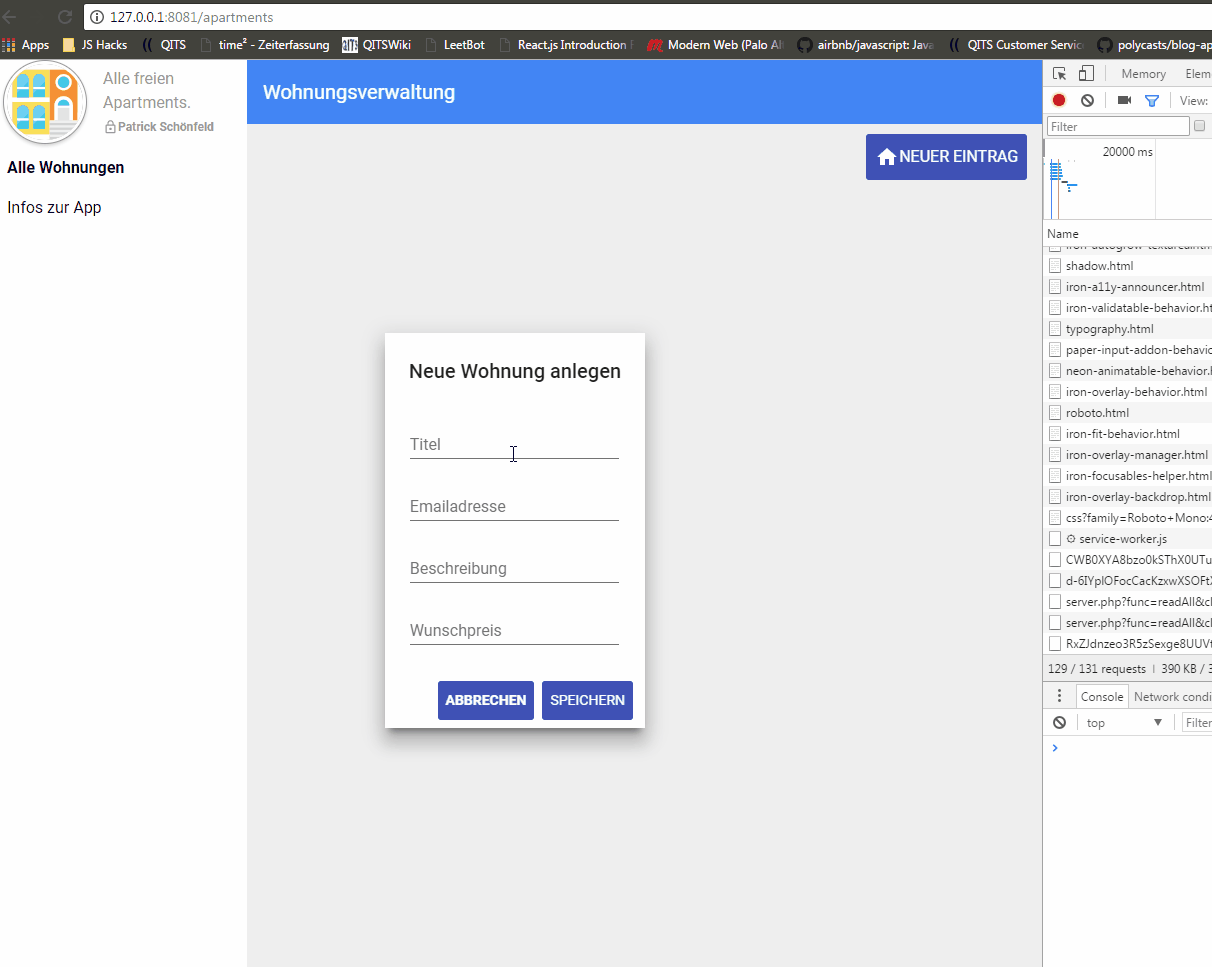 127.0.0.1:8081/apartments
Apps JS Hacks QITS time² - Zeiterfassung QITSWiki LeetBot React.js Introduction Modern Web (Palo Al airbnb/javascript: Java QITS Customer Servic polycasts/blog-ap
Alle freien
Apartments.
Patrick Schönfeld
Alle Wohnungen
Infos zur App
Wohnungsverwaltung
NEUER EINTRAG
Neue Wohnung anlegen
Titel
Emailadresse
Beschreibung
Wunschpreis
ABBRECHEN SPEICHERN
Memory Elem
View:
Filter
20000 ms
Name
shadow.html
iron-a11y-announcer.html
iron-validatable-behavior.ht
typography.html
paper-input-addon-behavio
neon-animatable-behavior.
iron-overlay-behavior.html
roboto.html
iron-fit-behavior.html
iron-overlay-manager.html
iron-focusables-helper.html
iron-overlay-backdrop.html
css?family=Roboto+Mono:4
service-worker.js
CWB0XYA8bzo0kSThX0UTu
d-6IYplOFocCacKzxwXSOFtX
server.php?func=readAll&cl
server.php?func=readAll&cl
RxZJdnzeo3R5zSexge8UUVt
129 / 131 requests | 390 KB / 3
Console Network condi
top Filter